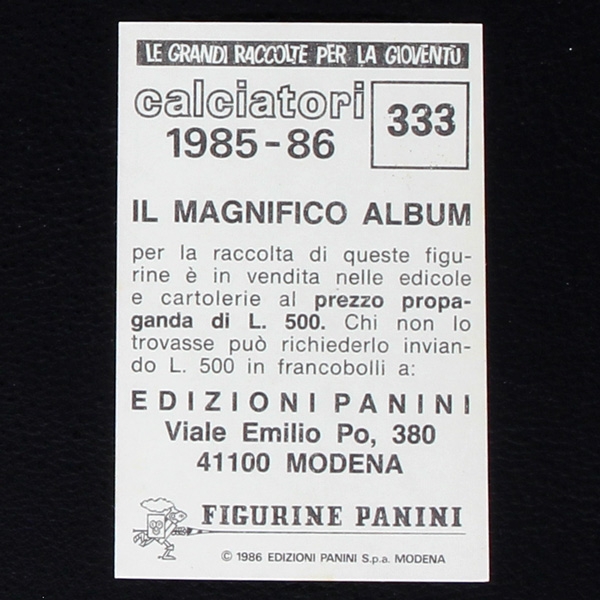 LE GRANDI RACCOLTE PER LA GIOVENTÙ
calciatori
1985-86
333
IL MAGNIFICO ALBUM
per la raccolta di queste figu-
rine è in vendita nelle edicole
e cartolerie al prezzo propa-
ganda di L. 500. Chi non lo
trovasse può richiederlo invian-
do L. 500 in francobolli a:
EDIZIONI PANINI
Viale Emilio Po, 380
41100 MODENA
FIGURINE PANINI
© 1986 EDIZIONI PANINI S.p.a. MODENA